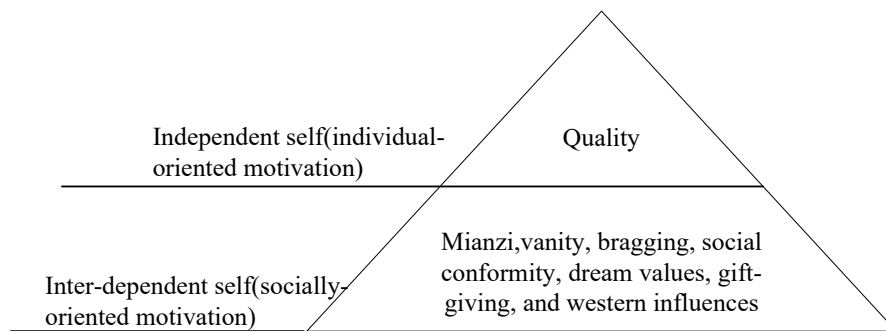 Independent self(individual-
oriented motivation)
Quality
Mianzi,vanity, bragging, social
conformity, dream values, gift-
giving, and western influences
Inter-dependent self(socially-
oriented motivation)